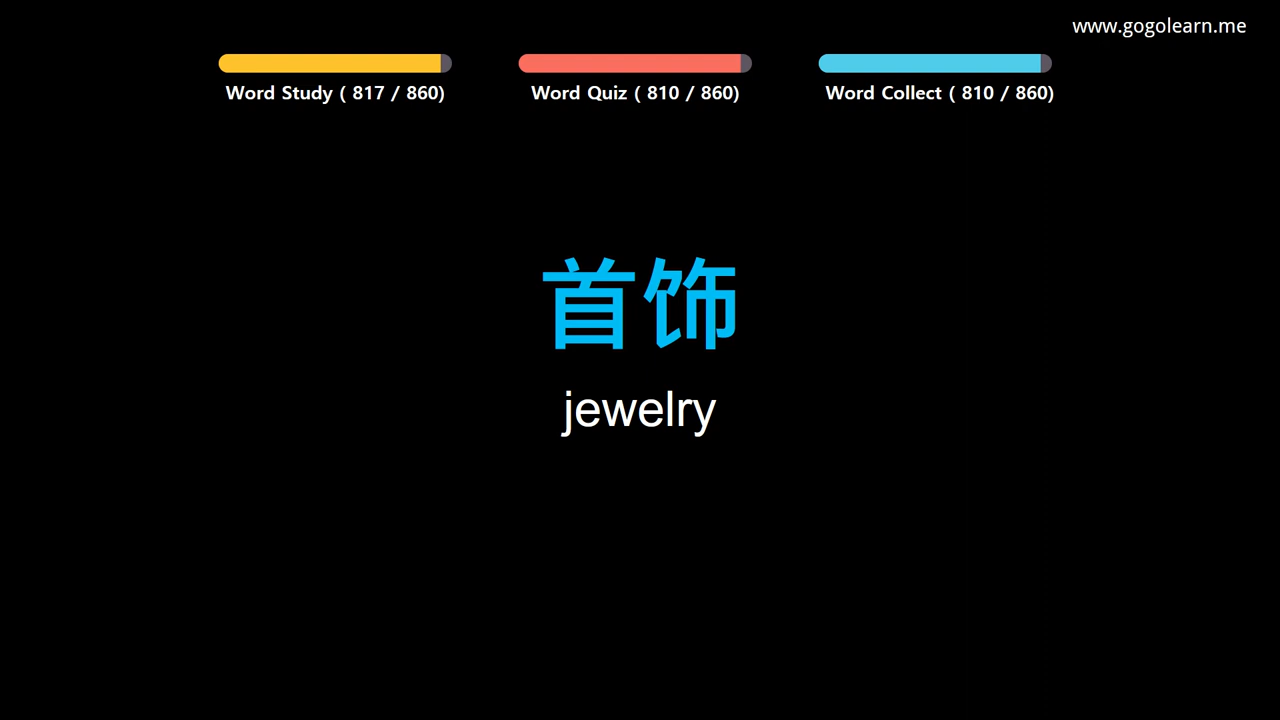 www.gogolearn.me
Word Study ( 817 / 860)
Word Quiz ( 810 / 860)
Word Collect ( 810 / 860)
首饰
jewelry